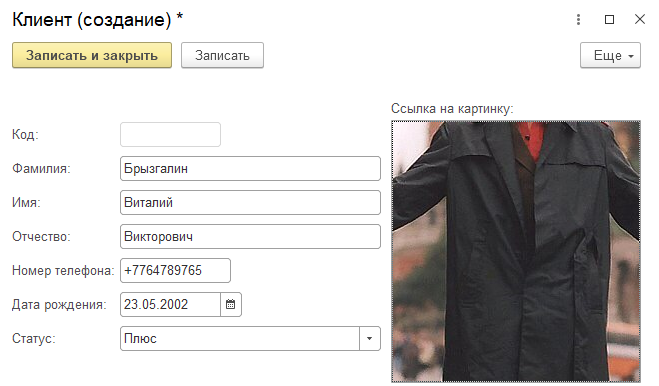 Клиент (создание) *
Записать и закрыть Записать Еще
Ссылка на картинку:
Код:
Фамилия: Брызгалин
Имя: Виталий
Отчество: Викторович
Номер телефона: +7764789765
Дата рождения: 23.05.2002
Статус: Плюс